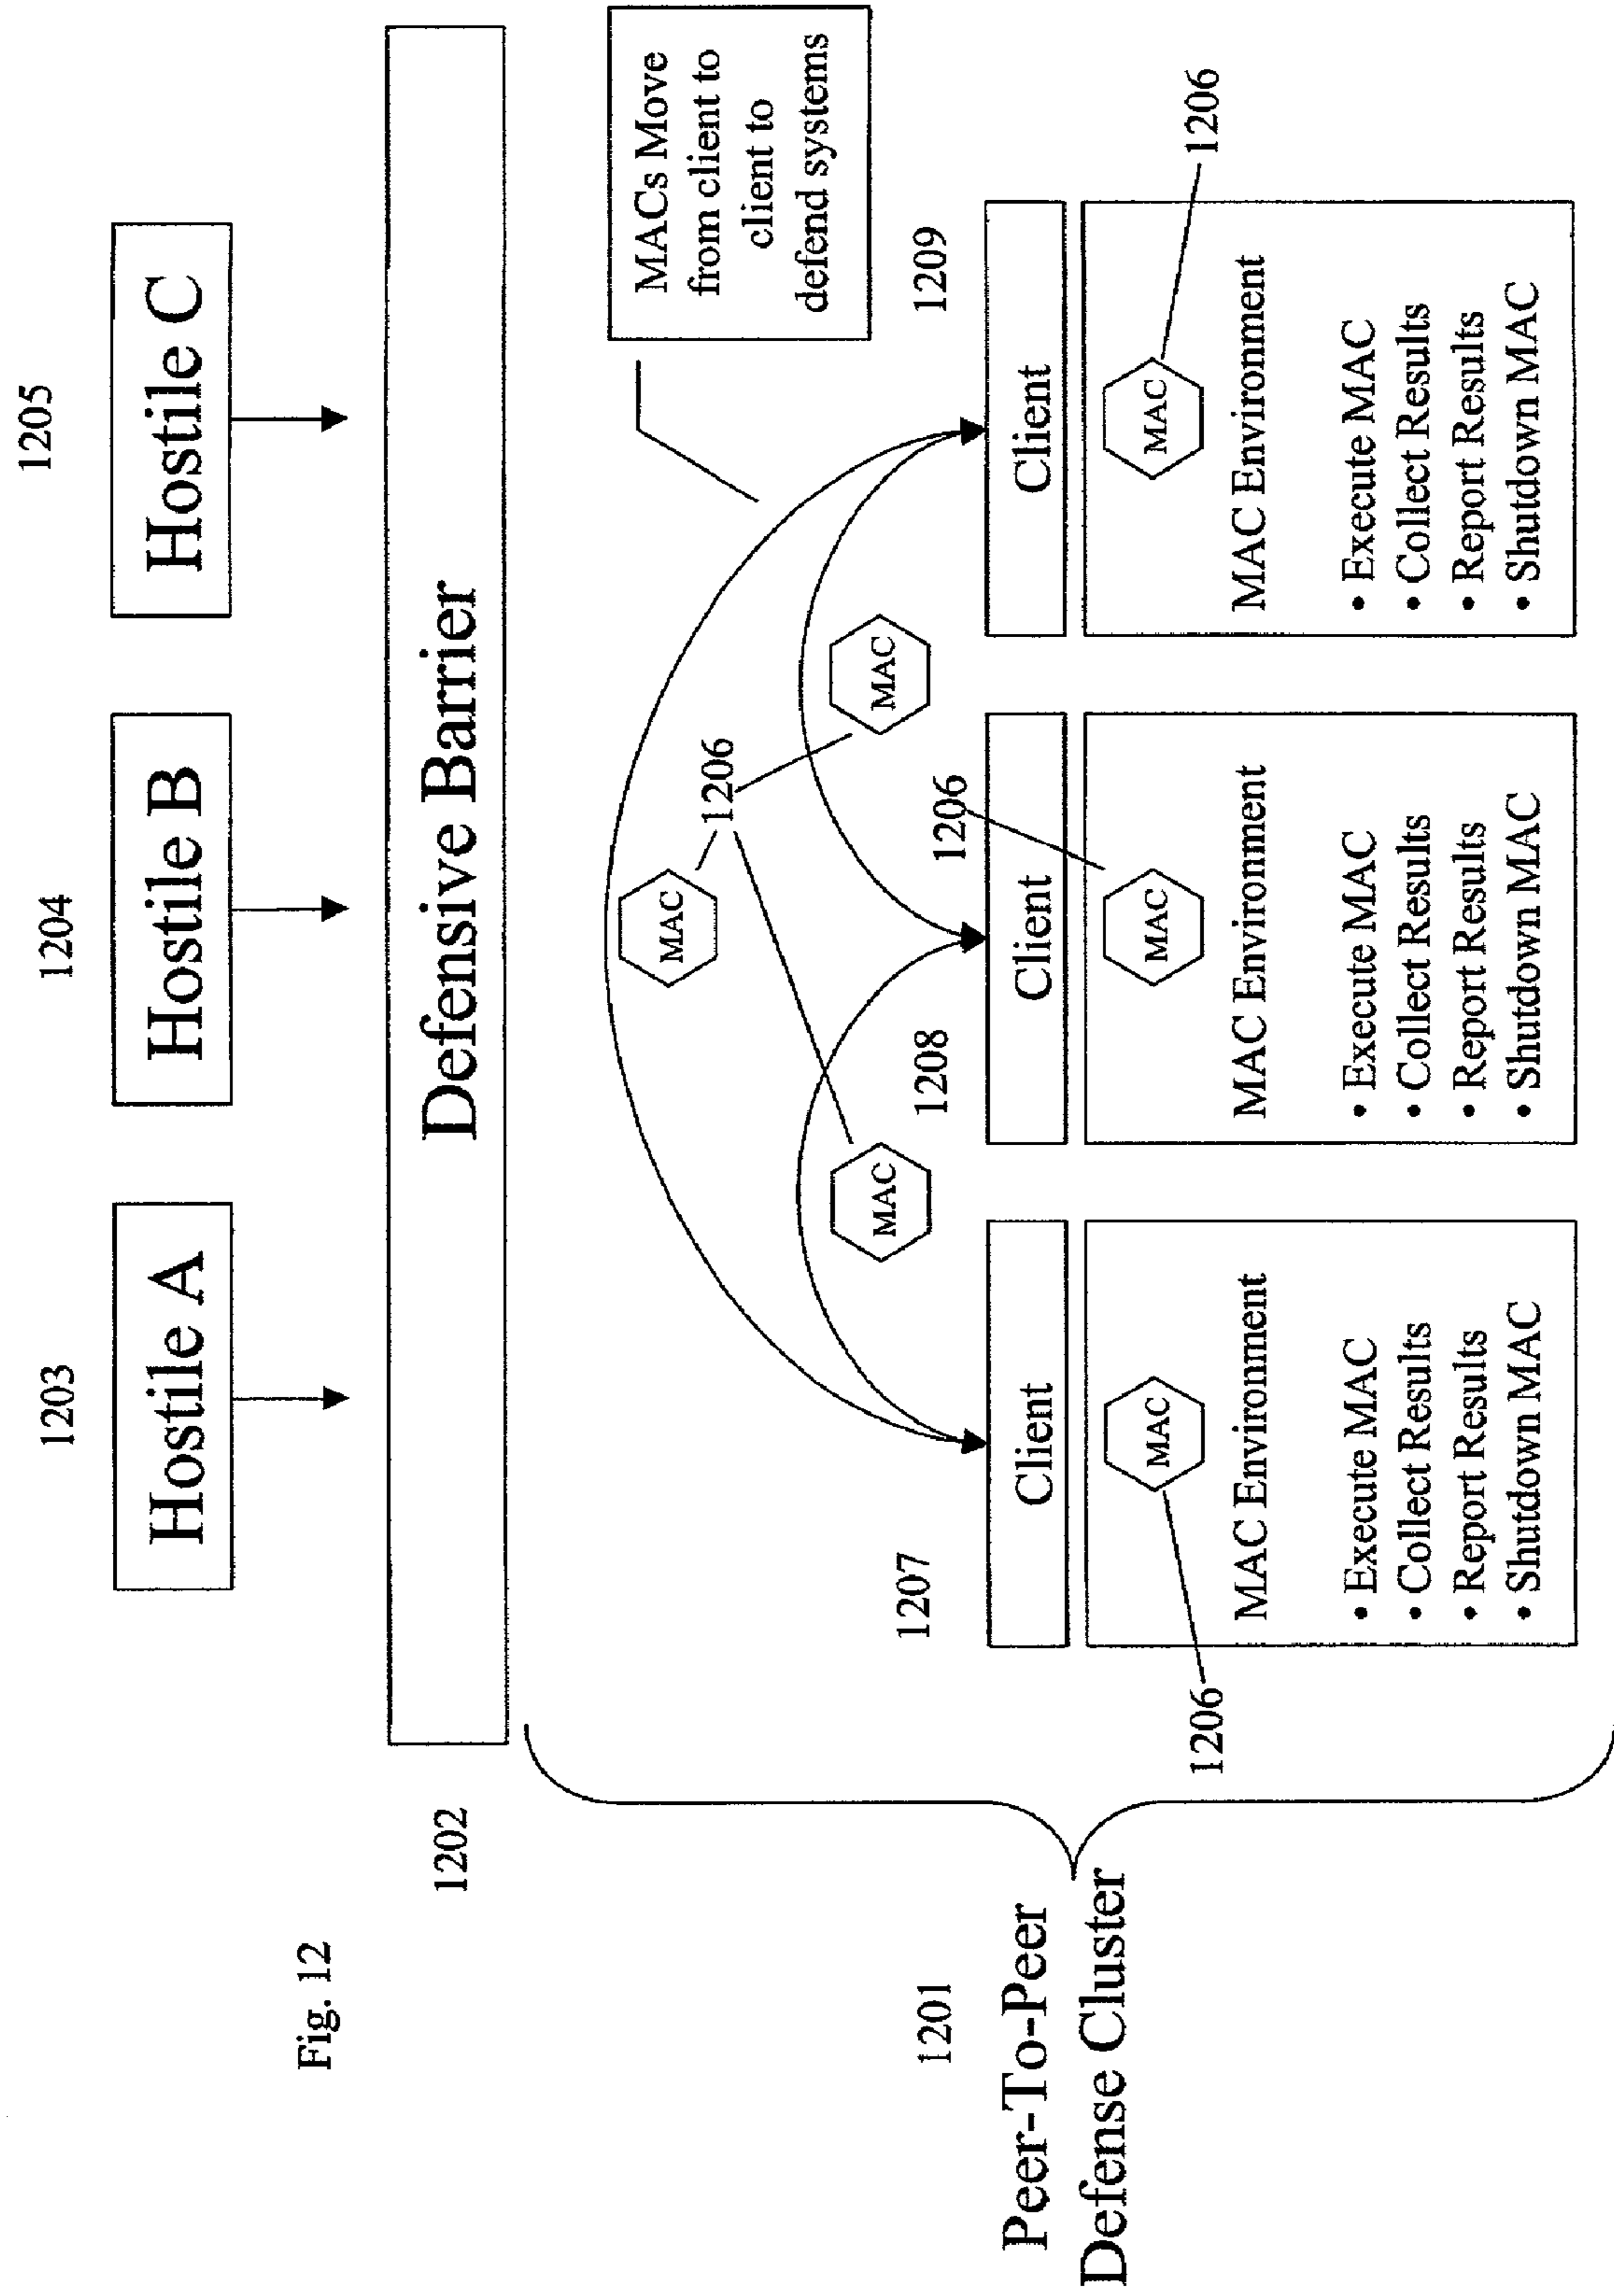 Fig. 12
1203
1204
1205
Hostile A
Hostile B
Hostile C
1202
Defensive Barrier
MACs Move
from client to
client to
defend systems
MAC
1206
MAC
MAC
1201
Peer-To-Peer
Defense Cluster
1207
1208
1206
1209
Client
Client
Client
1206
MAC
MAC Environment
• Execute MAC
• Collect Results
• Report Results
• Shutdown MAC
MAC
MAC Environment
• Execute MAC
• Collect Results
• Report Results
• Shutdown MAC
MAC
1206
MAC Environment
• Execute MAC
• Collect Results
• Report Results
• Shutdown MAC